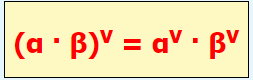 (α · β)ᵛ = αᵛ · βᵛ